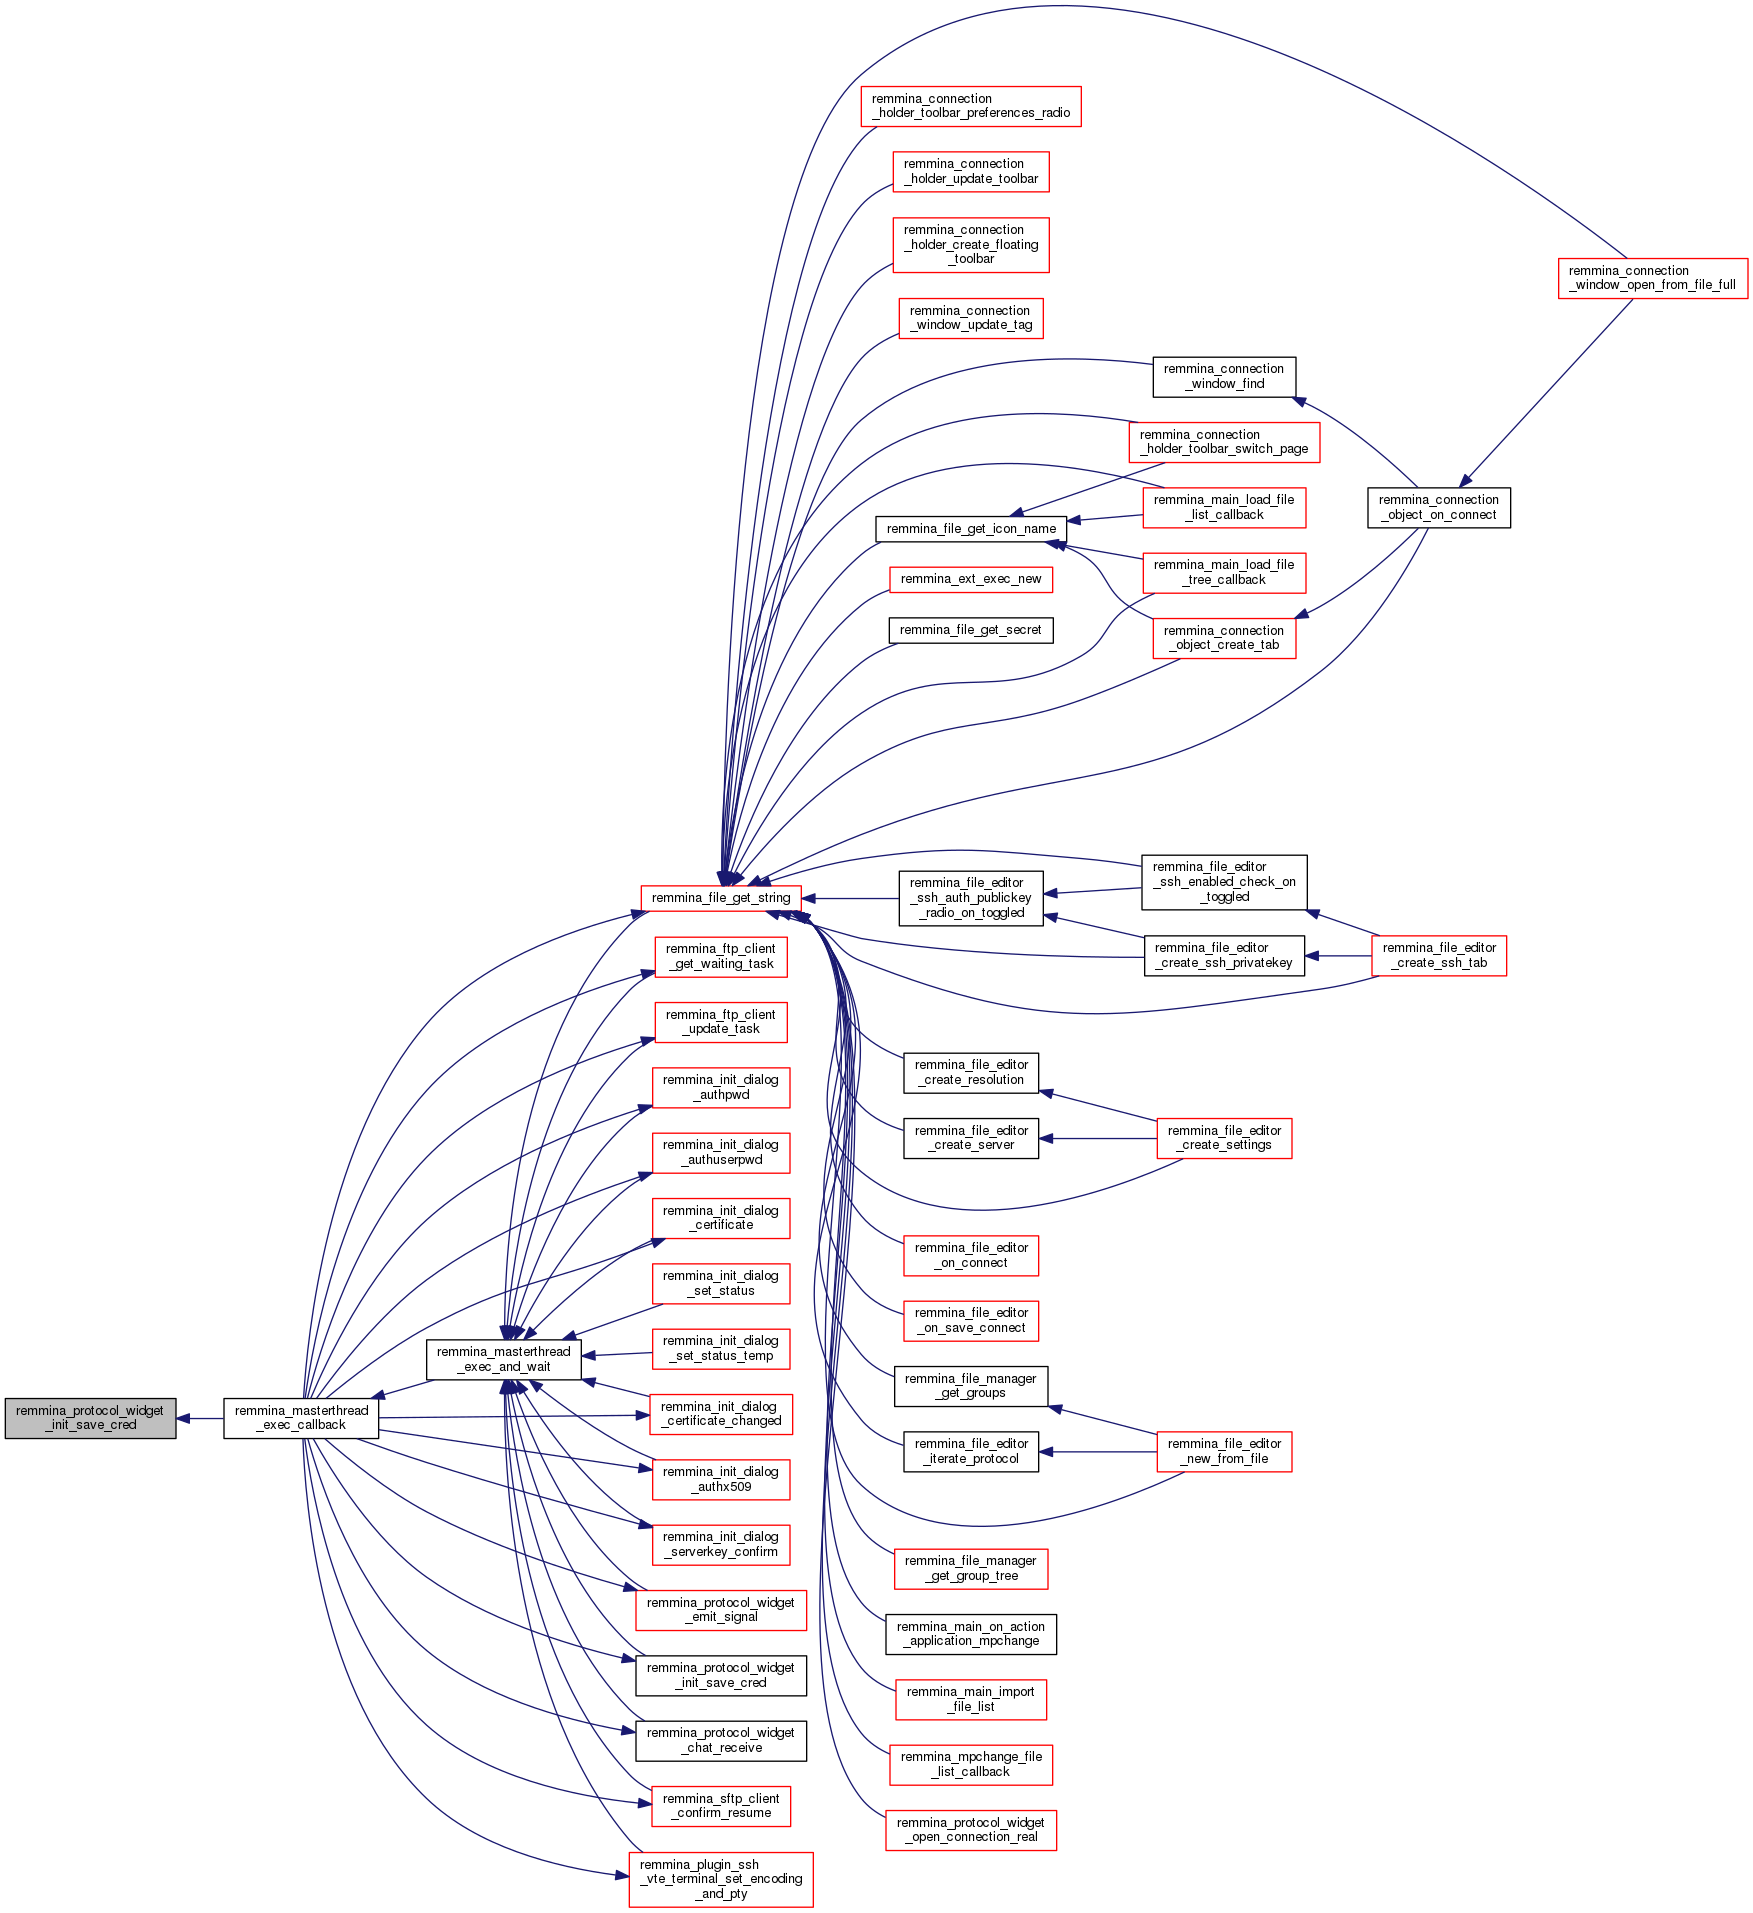 remmina_protocol_widget
_init_save_cred
remmina_masterthread
_exec_callback
remmina_masterthread
_exec_and_wait
remmina_file_get_string
remmina_ftp_client
_get_waiting_task
remmina_ftp_client
_update_task
remmina_init_dialog
_authpwd
remmina_init_dialog
_authuserpwd
remmina_init_dialog
_certificate
remmina_init_dialog
_set_status
remmina_init_dialog
_set_status_temp
remmina_init_dialog
_certificate_changed
remmina_init_dialog
_authx509
remmina_init_dialog
_serverkey_confirm
remmina_protocol_widget
_emit_signal
remmina_protocol_widget
_init_save_cred
remmina_protocol_widget
_chat_receive
remmina_sftp_client
_confirm_resume
remmina_plugin_ssh
_vte_terminal_set_encoding
_and_pty
remmina_connection
_holder_toolbar_preferences_radio
remmina_connection
_holder_update_toolbar
remmina_connection
_holder_create_floating
_toolbar
remmina_connection
_window_update_tag
remmina_file_get_icon_name
remmina_ext_exec_new
remmina_file_get_secret
remmina_file_editor
_ssh_auth_publickey
_radio_on_toggled
remmina_file_editor
_create_resolution
remmina_file_editor
_create_server
remmina_file_editor
_on_connect
remmina_file_editor
_on_save_connect
remmina_file_manager
_get_groups
remmina_file_editor
_iterate_protocol
remmina_file_manager
_get_group_tree
remmina_main_on_action
_application_mpchange
remmina_main_import
_file_list
remmina_mpchange_file
_list_callback
remmina_protocol_widget
_open_connection_real
remmina_connection
_window_find
remmina_connection
_holder_toolbar_switch_page
remmina_main_load_file
_list_callback
remmina_main_load_file
_tree_callback
remmina_connection
_object_create_tab
remmina_file_editor
_ssh_enabled_check_on
_toggled
remmina_file_editor
_create_ssh_privatekey
remmina_file_editor
_create_settings
remmina_file_editor
_new_from_file
remmina_connection
_object_on_connect
remmina_file_editor
_create_ssh_tab
remmina_connection
_window_open_from_file_full